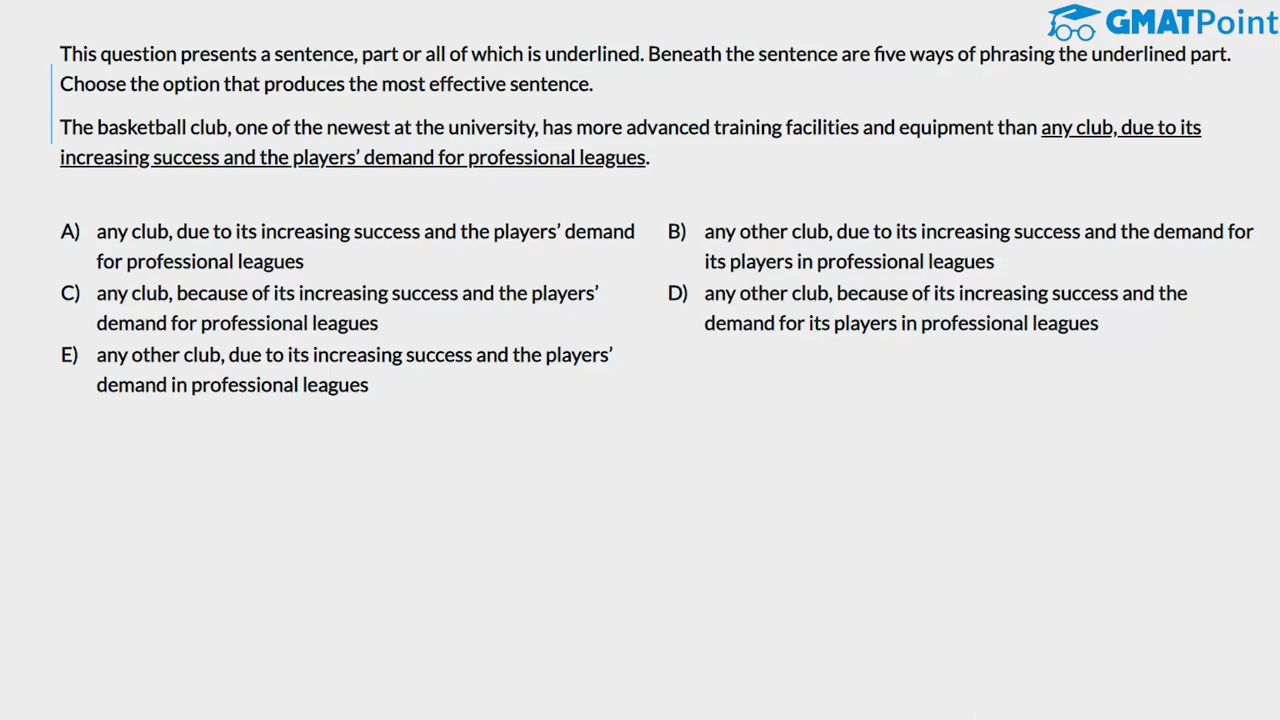 GMATPoint
This question presents a sentence, part or all of which is underlined. Beneath the sentence are five ways of phrasing the underlined part.
Choose the option that produces the most effective sentence.
The basketball club, one of the newest at the university, has more advanced training facilities and equipment than any club, due to its
increasing success and the players’ demand for professional leagues.
A) any club, due to its increasing success and the players’ demand
for professional leagues
B) any other club, due to its increasing success and the demand for
its players in professional leagues
C) any club, because of its increasing success and the players’
demand for professional leagues
D) any other club, because of its increasing success and the
demand for its players in professional leagues
E) any other club, due to its increasing success and the players’
demand in professional leagues